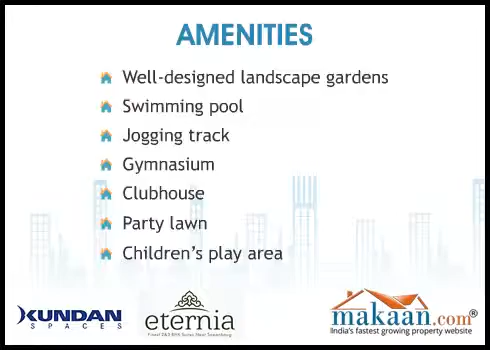 AMENITIES
Well-designed landscape gardens
Swimming pool
Jogging track
Gymnasium
Clubhouse
Party lawn
Children's play area
KUNDAN
SPACES
eternia
makaan.com®
India's fastest growing property website